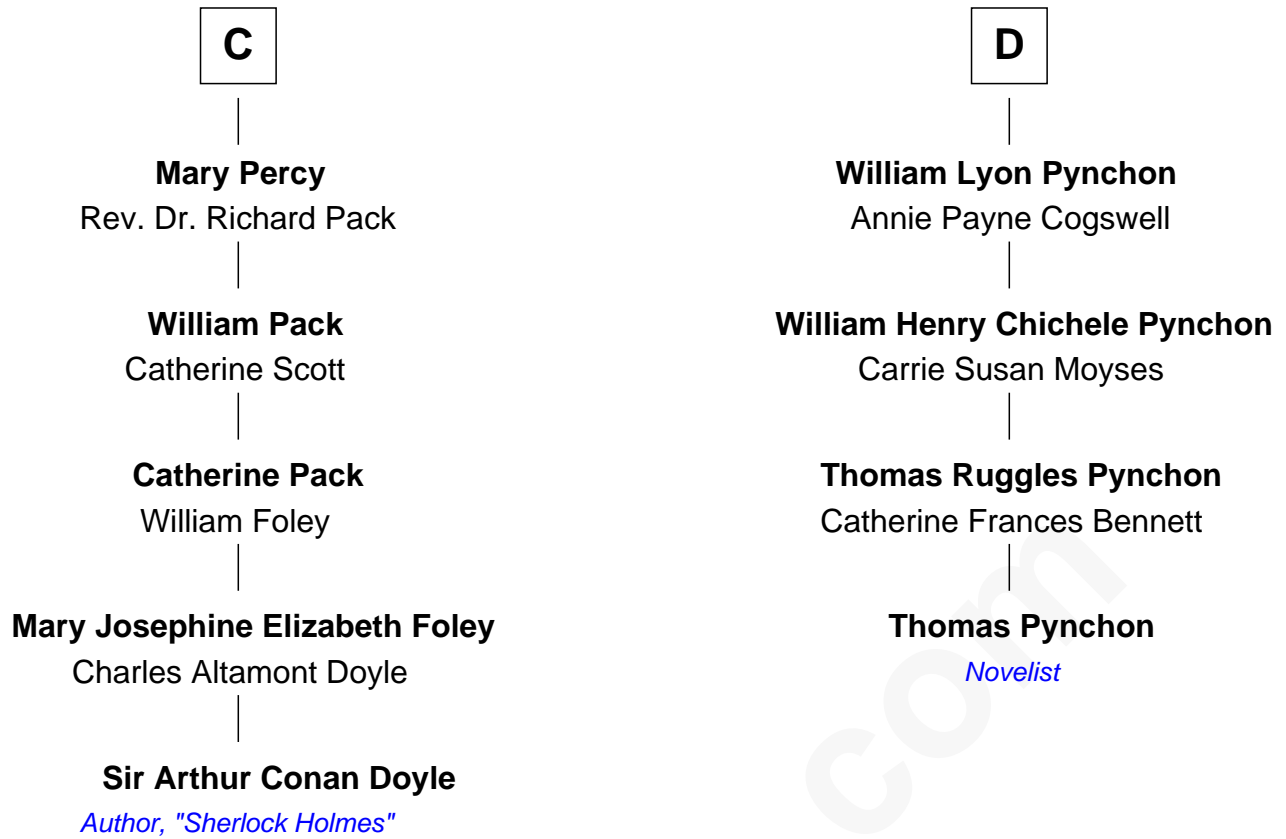 C
Mary Percy
Rev. Dr. Richard Pack
William Pack
Catherine Scott
Catherine Pack
William Foley
Mary Josephine Elizabeth Foley
Charles Altamont Doyle
Sir Arthur Conan Doyle
Author, "Sherlock Holmes"
D
William Lyon Pynchon
Annie Payne Cogswell
William Henry Chichele Pynchon
Carrie Susan Moyses
Thomas Ruggles Pynchon
Catherine Frances Bennett
Thomas Pynchon
Novelist
com